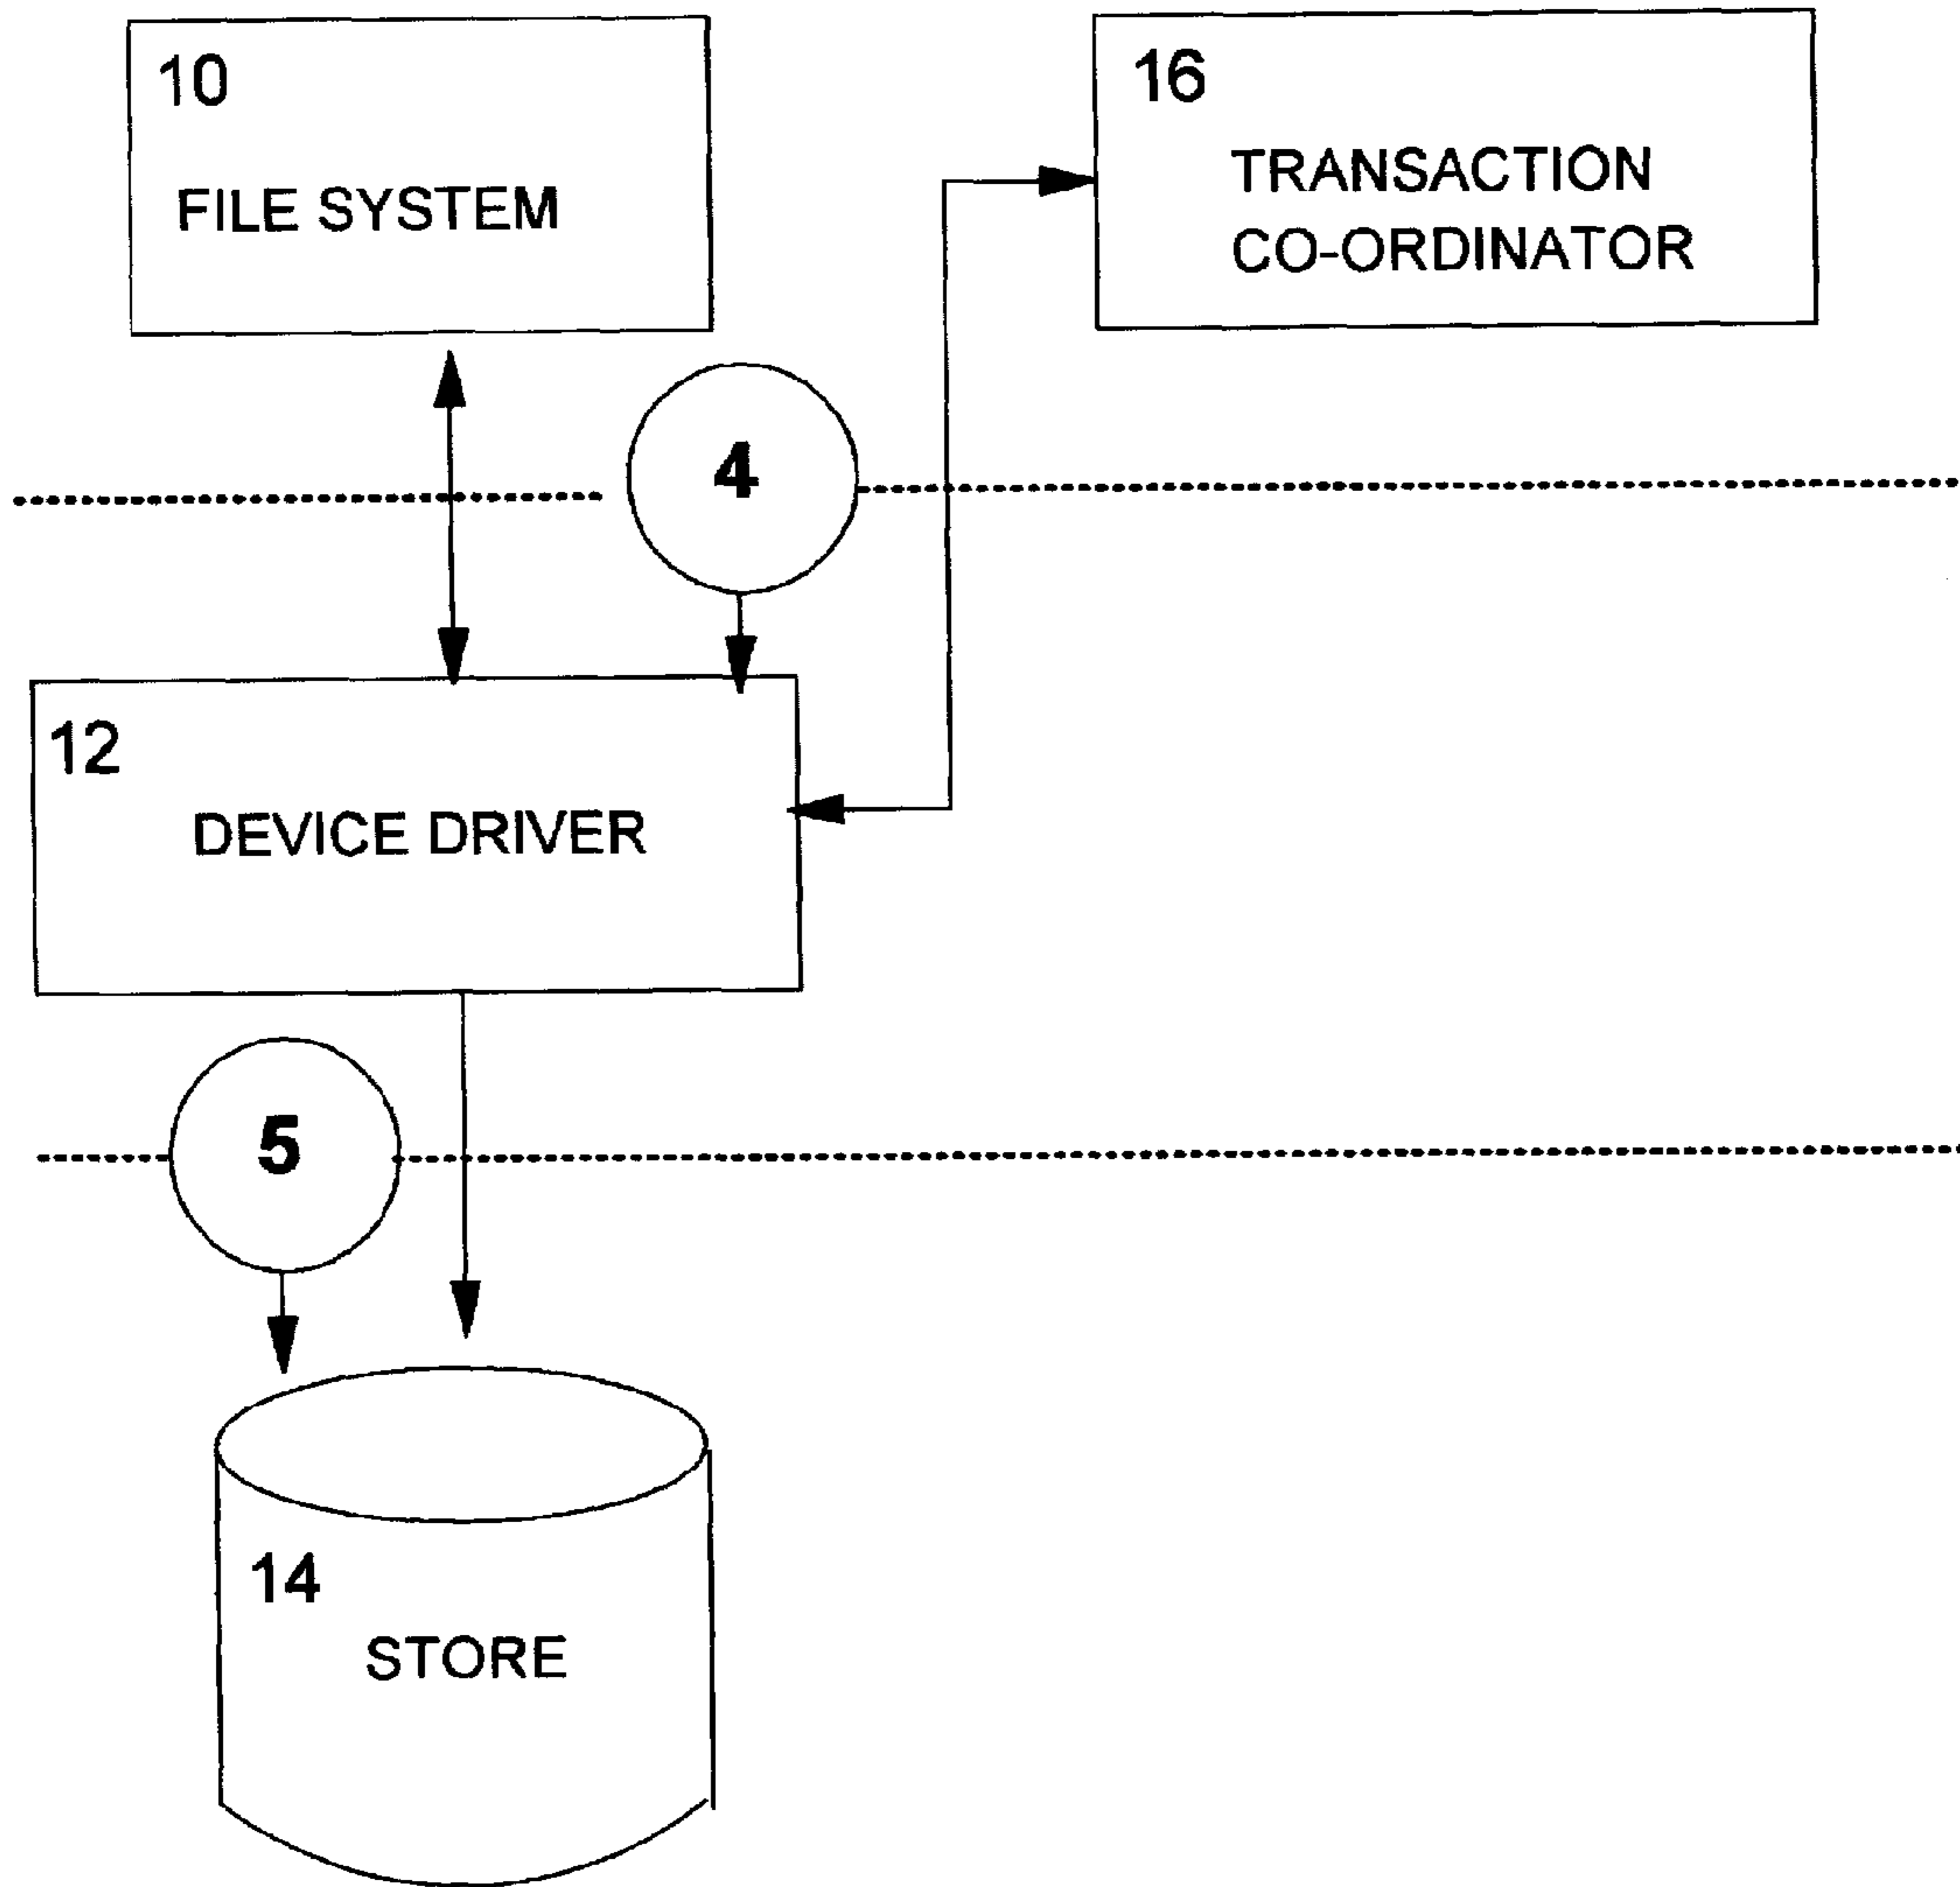 10
FILE SYSTEM
16
TRANSACTION
CO-ORDINATOR
4
12
DEVICE DRIVER
5
14
STORE